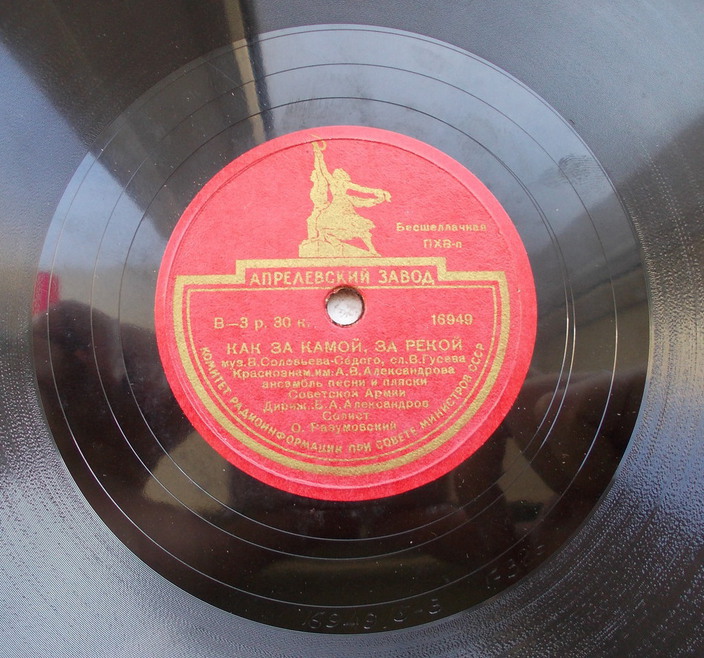 Бесшеллачная
ПХВ-л
АПРЕЛЕВСКИЙ ЗАВОД
В—3 р. 30 к. 16949
КАК ЗА КАМОЙ, ЗА РЕКОЙ
муз. В. Соловьева-Седого, сл. В. Гусева
Краснознам. им. А. В. Александрова
ансамбль песни и пляски
Советской Армии
Дириж. Б. А. Александров
Солист
О. Разумовский
КОМИТЕТ РАДИОИНФОРМАЦИИ ПРИ СОВЕТЕ МИНИСТРОВ СССР